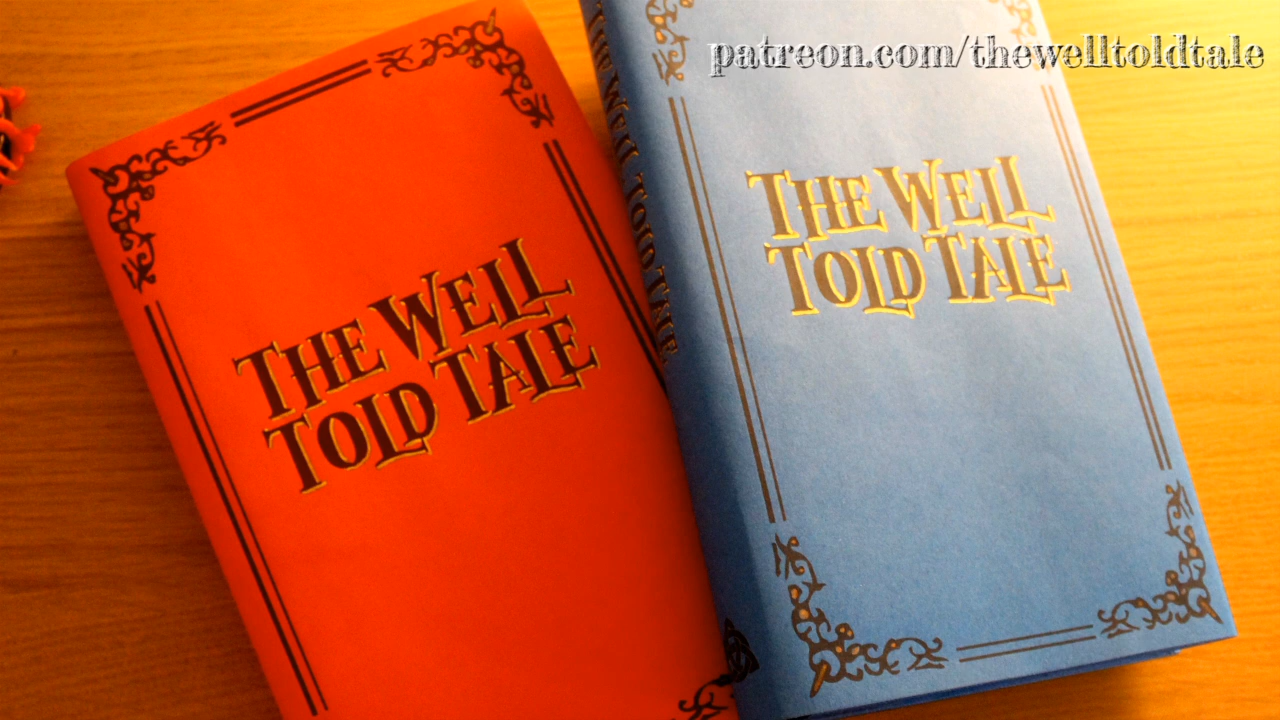 patreon.com/thewelltoldtale
THE WELL
TOLD TALE
THE WELL TOLD TALE
THE WELL
TOLD TALE